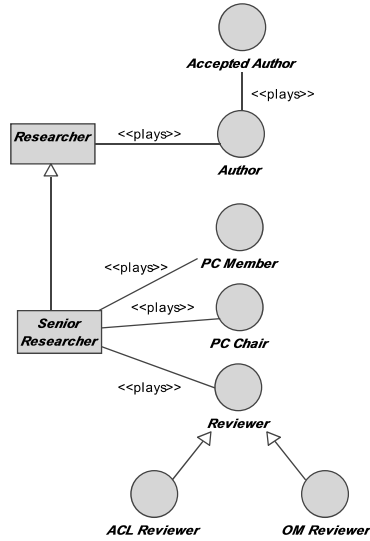 Accepted Author
<<plays>>
Researcher
<<plays>>
Author
<<plays>>
PC Member
<<plays>>
Senior
Researcher
PC Chair
<<plays>>
Reviewer
ACL Reviewer
OM Reviewer